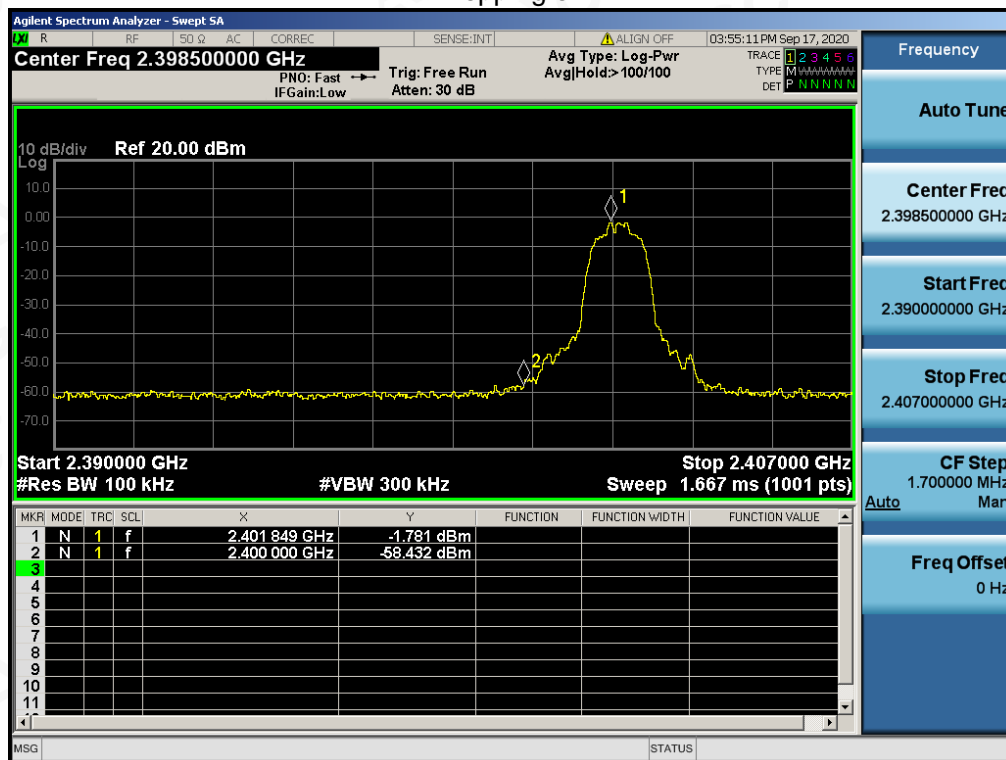 Agilent Spectrum Analyzer - Swept SA
LXI R RF 50 Ω AC CORREC SENSE:INT ALIGN OFF 03:55:11 PM Sep 17, 2020
Center Freq 2.398500000 GHz
PNO: Fast
IFGain:Low
Trig: Free Run
Atten: 30 dB
Avg Type: Log-Pwr
Avg|Hold:>100/100
TRACE 1 2 3 4 5 6
TYPE M
DET P N N N N N
10 dB/div Ref 20.00 dBm
Log
10.0
0.00
-10.0
-20.0
-30.0
-40.0
-50.0
-60.0
-70.0
1
2
Start 2.390000 GHz Stop 2.407000 GHz
#Res BW 100 kHz #VBW 300 kHz Sweep 1.667 ms (1001 pts)
MKR MODE TRC SCL X Y FUNCTION FUNCTION WIDTH FUNCTION VALUE
1 N 1 f 2.401 849 GHz -1.781 dBm
2 N 1 f 2.400 000 GHz -58.432 dBm
3
4
5
6
7
8
9
10
11
MSG STATUS
Frequency
Auto Tune
Center Freq
2.398500000 GHz
Start Freq
2.390000000 GHz
Stop Freq
2.407000000 GHz
CF Step
1.700000 MHz
Auto Man
Freq Offset
0 Hz